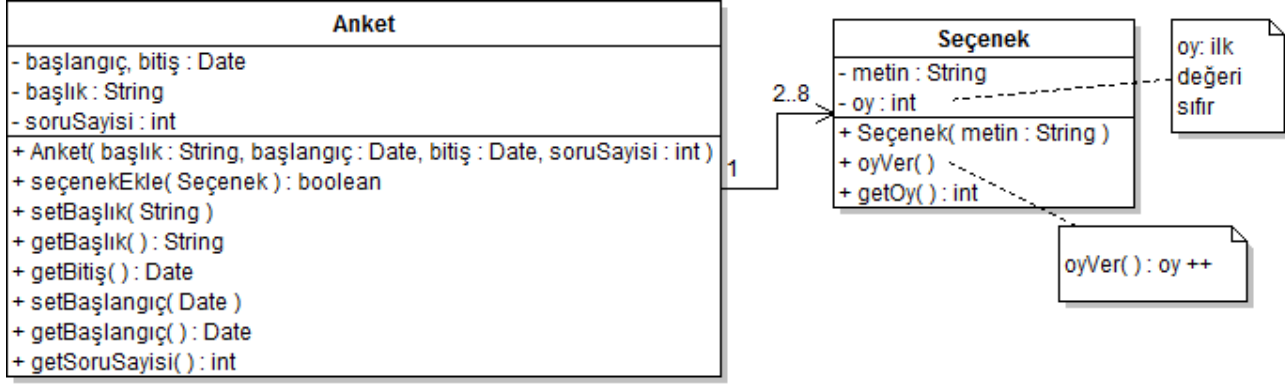 Anket
- başlangıç, bitiş : Date
- başlık : String
- soruSayisi : int
+ Anket( başlık : String, başlangıç : Date, bitiş : Date, soruSayisi : int )
+ seçenekEkle( Seçenek ) : boolean
+ setBaşlık( String )
+ getBaşlık( ) : String
+ getBitiş( ) : Date
+ setBaşlangıç( Date )
+ getBaşlangıç( ) : Date
+ getSoruSayisi( ) : int
1
2..8
Seçenek
- metin : String
- oy : int
+ Seçenek( metin : String )
+ oyVer( )
+ getOy( ) : int
oy: ilk
değeri
sıfır
oyVer( ) : oy ++